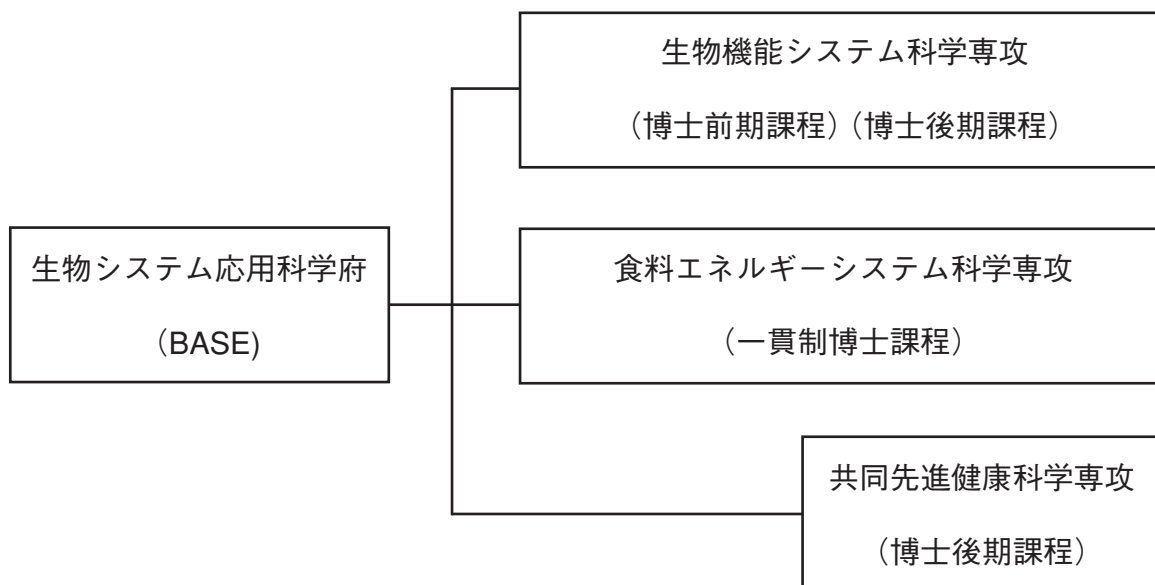 生物機能システム科学専攻
（博士前期課程）（博士後期課程）
生物システム応用科学府
（BASE)
食料エネルギーシステム科学専攻
（一貫制博士課程）
共同先進健康科学専攻
（博士後期課程）